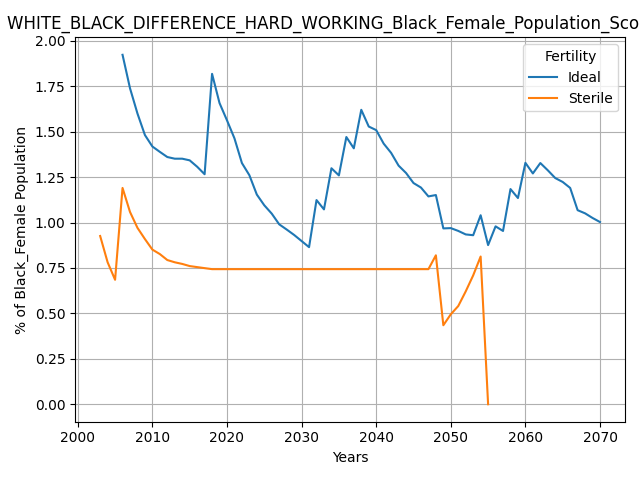 WHITE_BLACK_DIFFERENCE_HARD_WORKING_Black_Female_Population_Sco
2.00
1.75
1.50
1.25
1.00
0.75
0.50
0.25
0.00
% of Black_Female Population
Fertility
Ideal
Sterile
2000 2010 2020 2030 2040 2050 2060 2070
Years